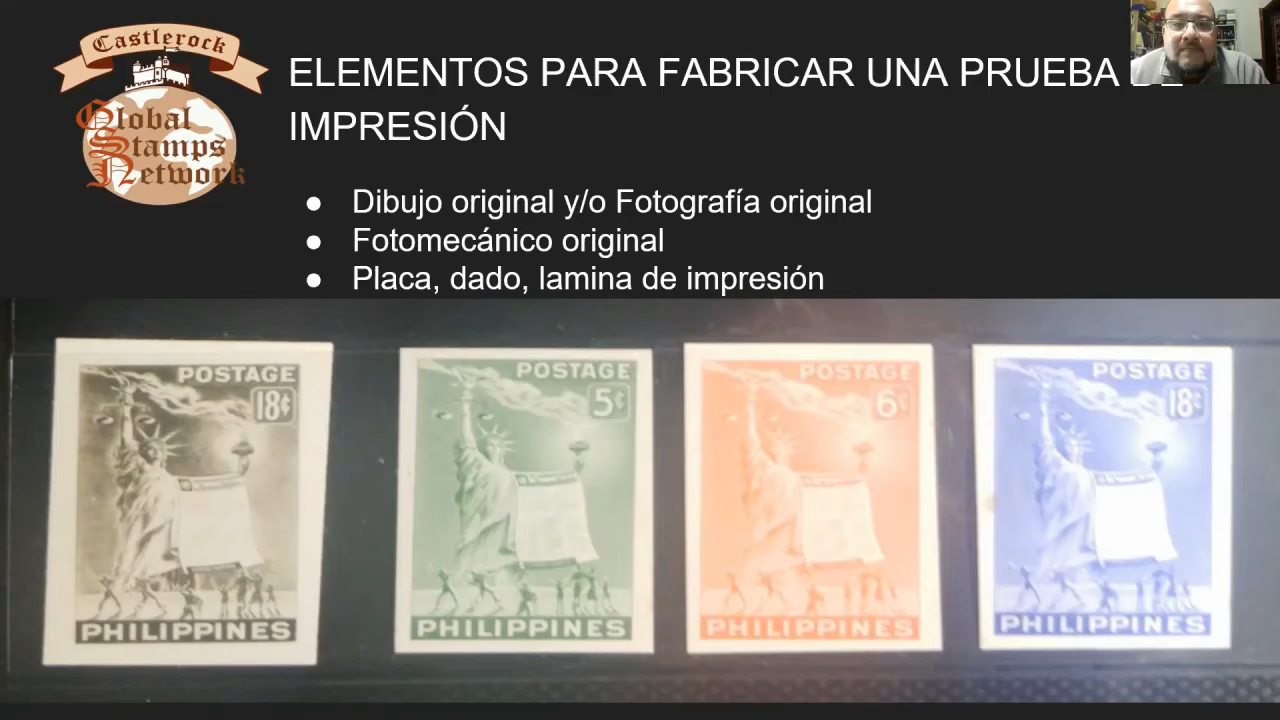 Castlerock
Global
Stamps
Network
ELEMENTOS PARA FABRICAR UNA PRUEBA DE
IMPRESIÓN
● Dibujo original y/o Fotografía original
● Fotomecánico original
● Placa, dado, lamina de impresión
POSTAGE
18¢
PHILIPPINES
POSTAGE
5¢
PHILIPPINES
POSTAGE
6¢
PHILIPPINES
POSTAGE
18¢
PHILIPPINES